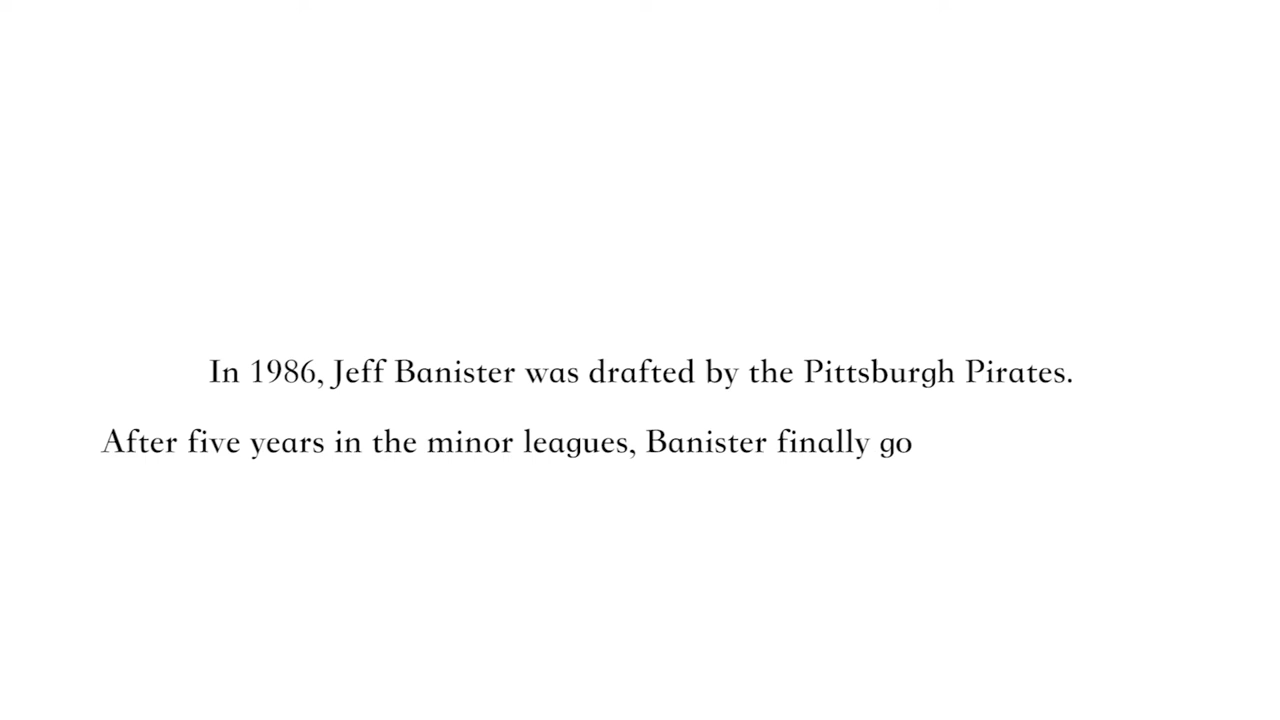 In 1986, Jeff Banister was drafted by the Pittsburgh Pirates.
After five years in the minor leagues, Banister finally go